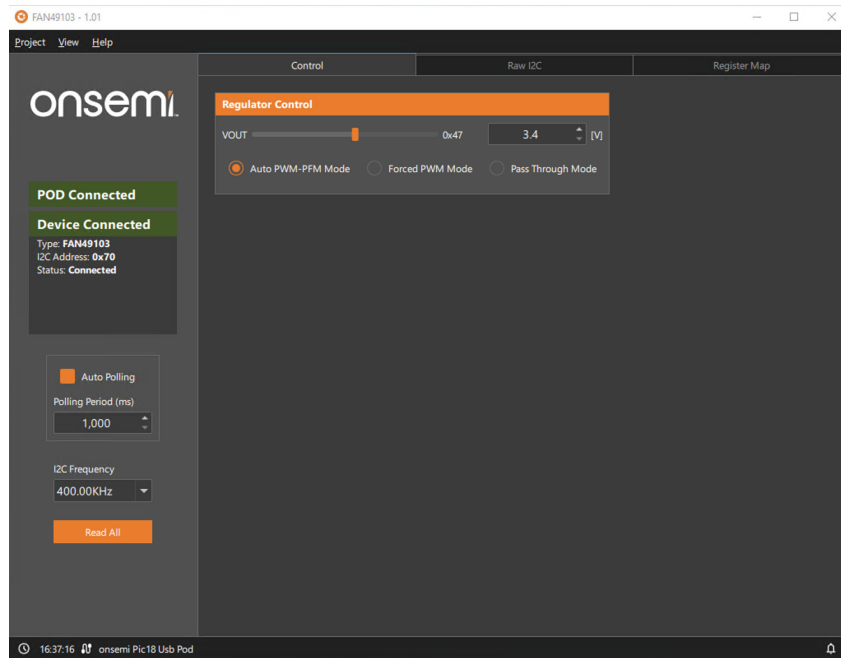 FAN49103 - 1.01
Project View Help
Control Raw I2C Register Map
onsemi™
Regulator Control
VOUT 0x47 3.4 [V]
Auto PWM-PFM Mode Forced PWM Mode Pass Through Mode
POD Connected
Device Connected
Type: FAN49103
I2C Address: 0x70
Status: Connected
Auto Polling
Polling Period (ms)
1,000
I2C Frequency
400.00KHz
Read All
16:37:16 onsemi Pic18 Usb Pod